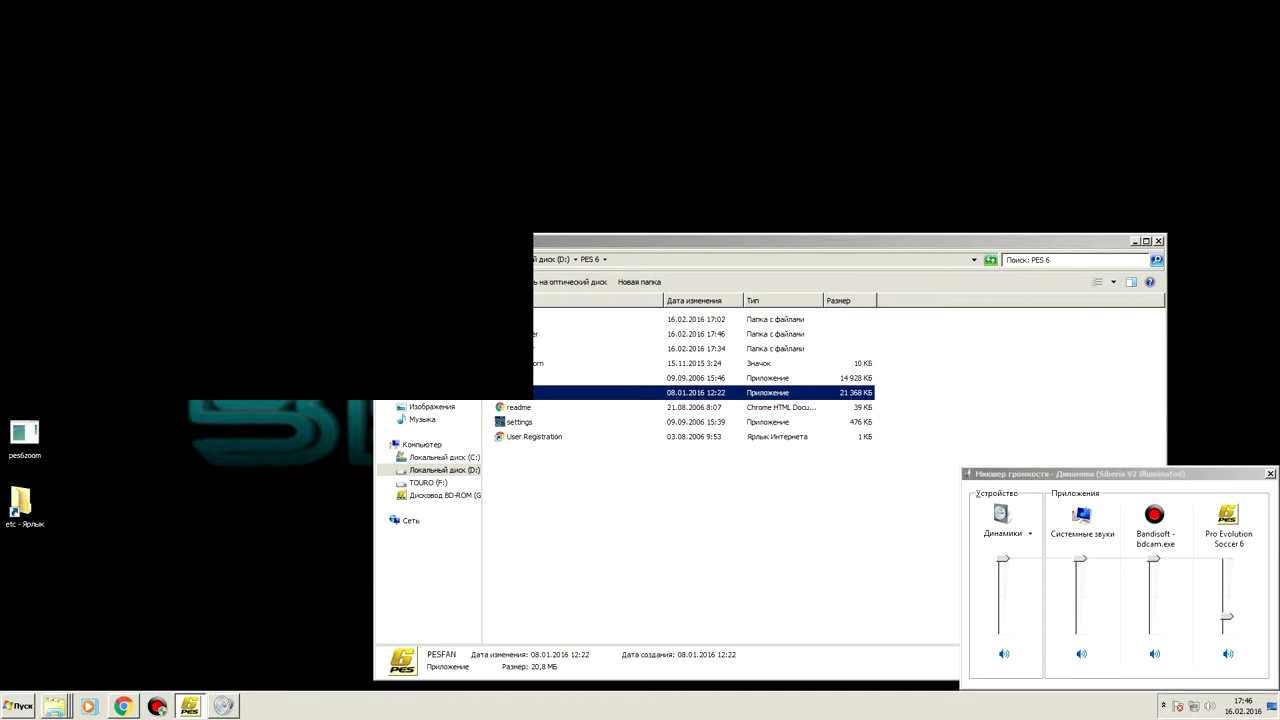 й диск (D:) ▸ PES 6 ▸
Поиск: PES 6
ь на оптический диск Новая папка
Дата изменения Тип Размер
16.02.2016 17:02 Папка с файлами
er 16.02.2016 17:46 Папка с файлами
16.02.2016 17:34 Папка с файлами
orn 15.11.2015 3:24 Значок 10 КБ
09.09.2006 15:46 Приложение 14 928 КБ
08.01.2016 12:22 Приложение 21 368 КБ
readme 21.08.2006 8:07 Chrome HTML Docu... 39 КБ
settings 09.09.2006 15:39 Приложение 476 КБ
User Registration 03.08.2006 9:53 Ярлык Интернета 1 КБ
Изображения
Музыка
Компьютер
Локальный диск (C:)
Локальный диск (D:)
TOURO (F:)
Дисковод BD-ROM (G
Сеть
pes6zoom
etc - Ярлык
Микшер громкости - Динамики (Siberia V2 Illuminated)
Устройство Приложения
Динамики
Системные звуки
Bandisoft -
bdcam.exe
Pro Evolution
Soccer 6
PESFAN Дата изменения: 08.01.2016 12:22 Дата создания: 08.01.2016 12:22
Приложение Размер: 20,8 МБ
Пуск
17:46
16.02.2016